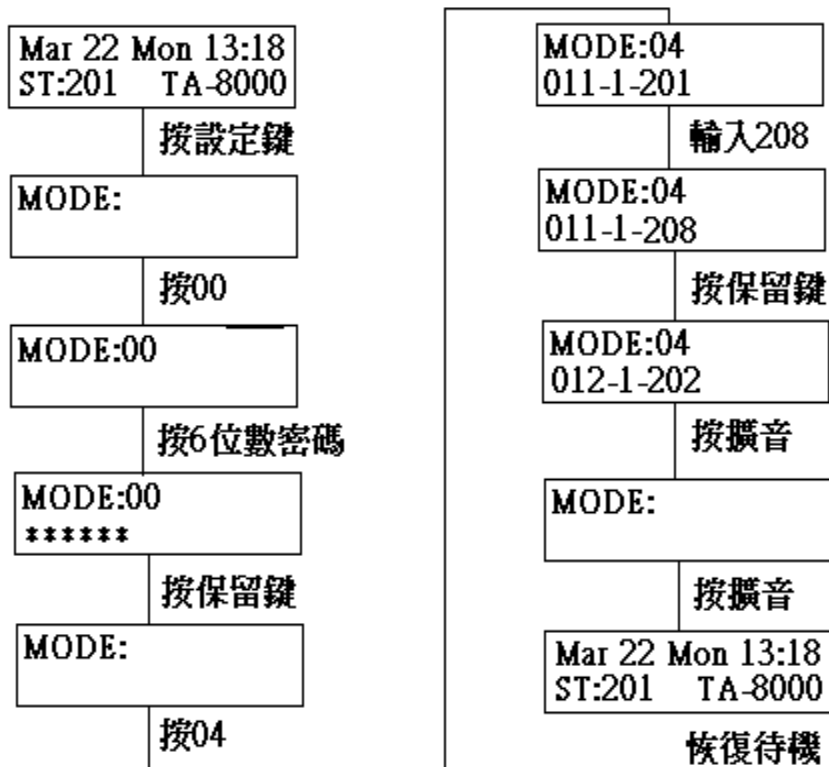 Mar 22 Mon 13:18
ST:201 TA-8000
按設定鍵
MODE:
按00
MODE:00
按6位數密碼
MODE:00
******
按保留鍵
MODE:
按04
MODE:04
011-1-201
輸入208
MODE:04
011-1-208
按保留鍵
MODE:04
012-1-202
按擴音
MODE:
按擴音
Mar 22 Mon 13:18
ST:201 TA-8000
恢復待機